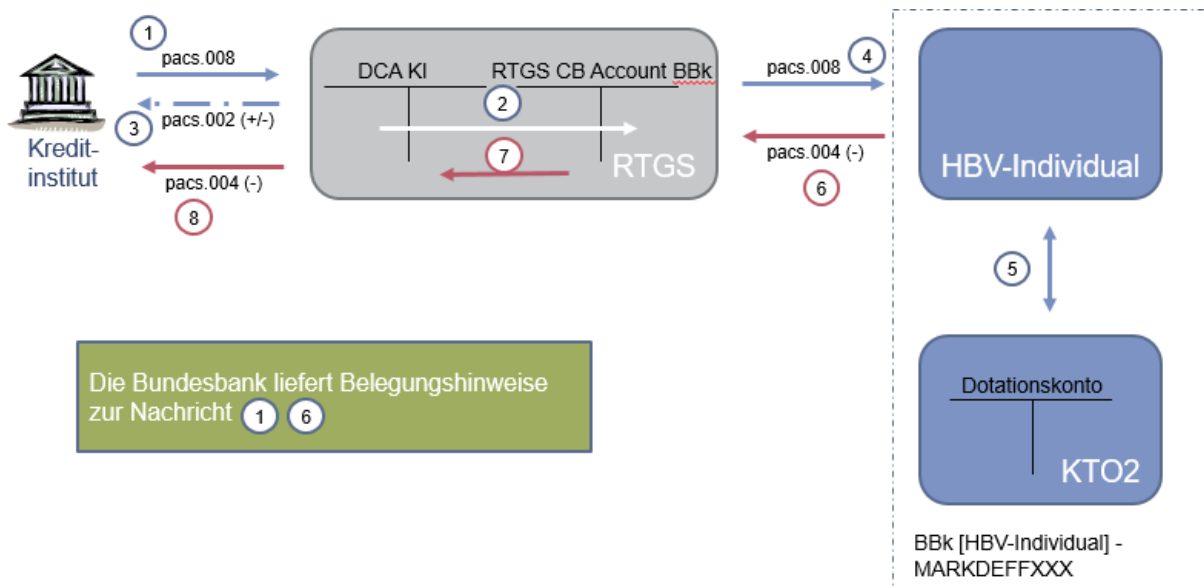 1
pacs.008
3
pacs.002 (+/-)
Kredit-
institut
pacs.004 (-)
8
DCA KI
RTGS CB Account BBk
2
7
RTGS
pacs.008
4
pacs.004 (-)
6
HBV-Individual
5
Die Bundesbank liefert Belegungshinweise
zur Nachricht 1 6
Dotationskonto
KTO2
BBk [HBV-Individual] -
MARKDEFFXXX